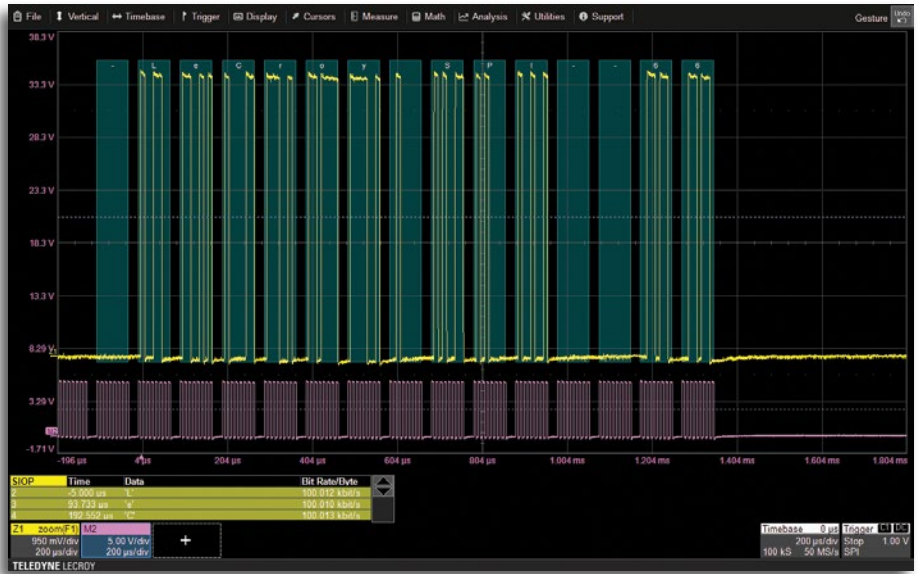 File Vertical Timebase Trigger Display Cursors Measure Math Analysis Utilities Support Gesture Undo
38.3 V
- L e C r o y S P I - - 6 6
33.3 V
28.3 V
23.3 V
18.3 V
13.3 V
8.29 V
Z1
3.29 V
M2
-1.71 V
-196 µs 4 µs 204 µs 404 µs 604 µs 804 µs 1.004 ms 1.204 ms 1.404 ms 1.604 ms 1.804 ms
SIOP Time Data Bit Rate/Byte
2 -5.000 µs 'L' 100.012 kbit/s
3 93.733 µs 'e' 100.010 kbit/s
4 192.552 µs 'C' 100.013 kbit/s
Z1 zoom(F1) M2 Timebase 0 µs Trigger C1 DC
950 mV/div 5.00 V/div + 200 µs/div Stop 1.00 V
200 µs/div 200 µs/div 100 kS 50 MS/s SPI
TELEDYNE LECROY